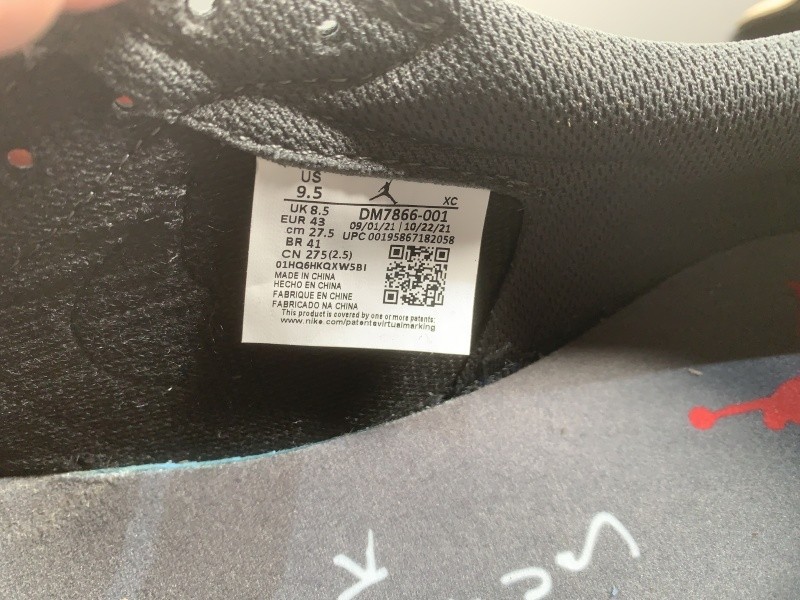 US
9.5
XC
UK 8.5
DM7866-001
EUR 43
09/01/21 | 10/22/21
cm 27.5
UPC 00195867182058
BR 41
CN 275(2.5)
01HQ6HKQXW5BI
MADE IN CHINA
HECHO EN CHINA
FABRIQUE EN CHINE
FABRICADO NA CHINA
This product is covered by one or more patents:
www.nike.com/patentsvirtualmarking